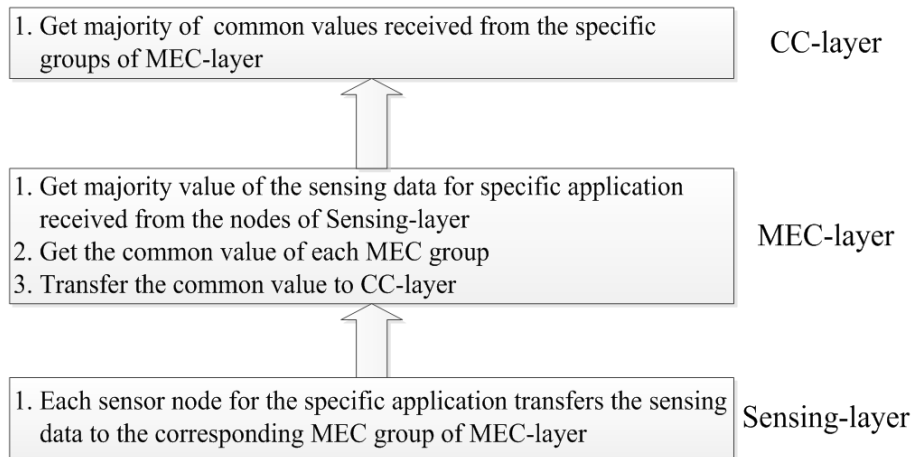 1. Get majority of common values received from the specific
groups of MEC-layer
CC-layer
1. Get majority value of the sensing data for specific application
received from the nodes of Sensing-layer
2. Get the common value of each MEC group
3. Transfer the common value to CC-layer
MEC-layer
1. Each sensor node for the specific application transfers the sensing
data to the corresponding MEC group of MEC-layer
Sensing-layer